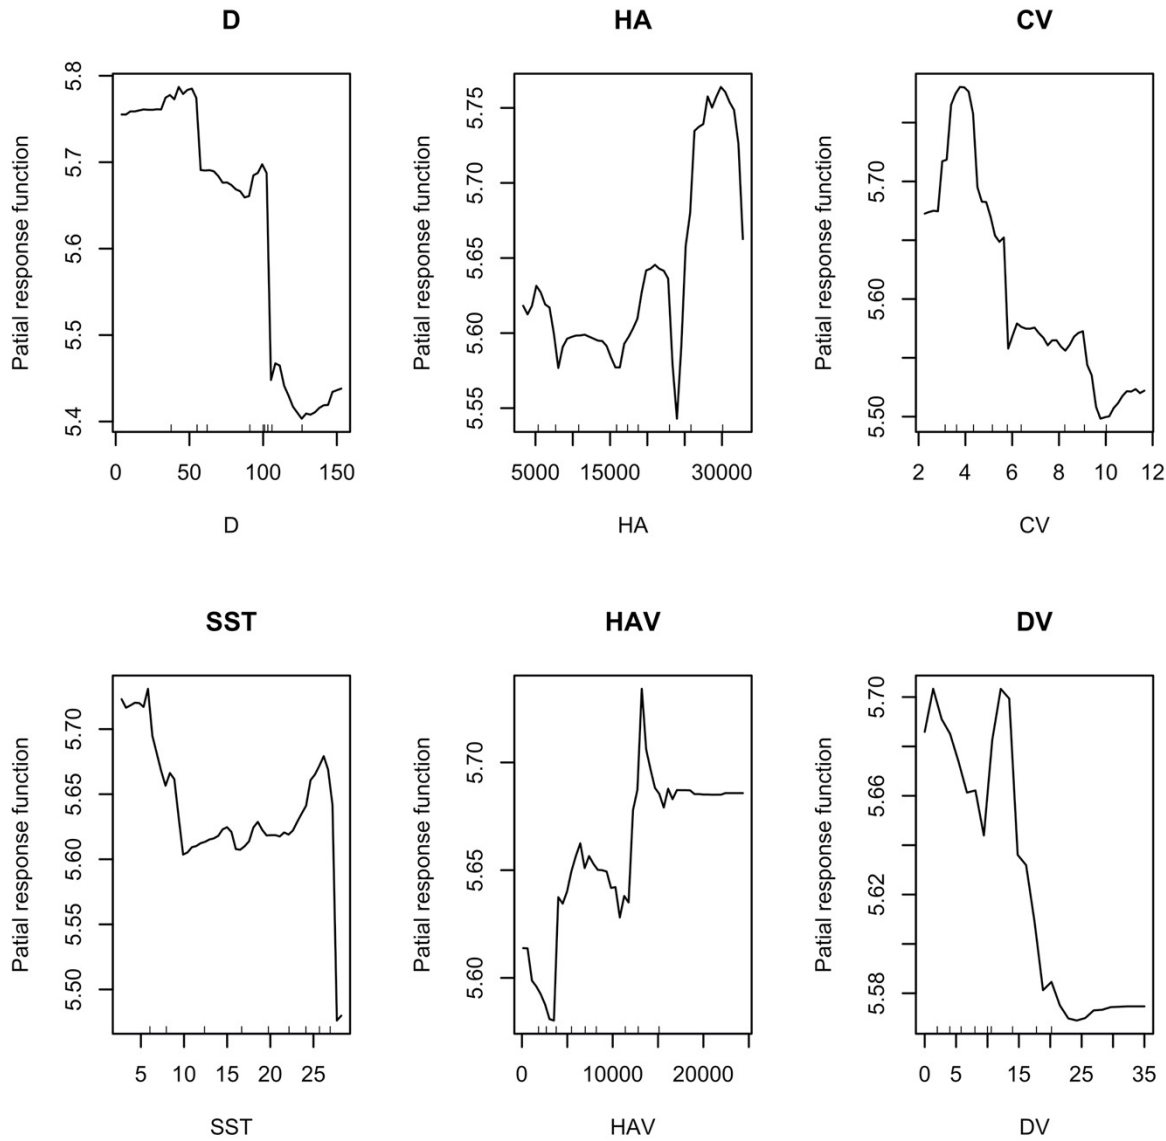 D
HA
CV
Patial response function
5.4 5.5 5.6 5.7 5.8
0 50 100 150
D
Patial response function
5.55 5.60 5.65 5.70 5.75
5000 15000 30000
HA
Patial response function
5.50 5.60 5.70
2 4 6 8 10 12
CV
SST
HAV
DV
Patial response function
5.50 5.55 5.60 5.65 5.70
5 10 15 20 25
SST
Patial response function
5.60 5.65 5.70
0 10000 20000
HAV
Patial response function
5.58 5.62 5.66 5.70
0 5 15 25 35
DV